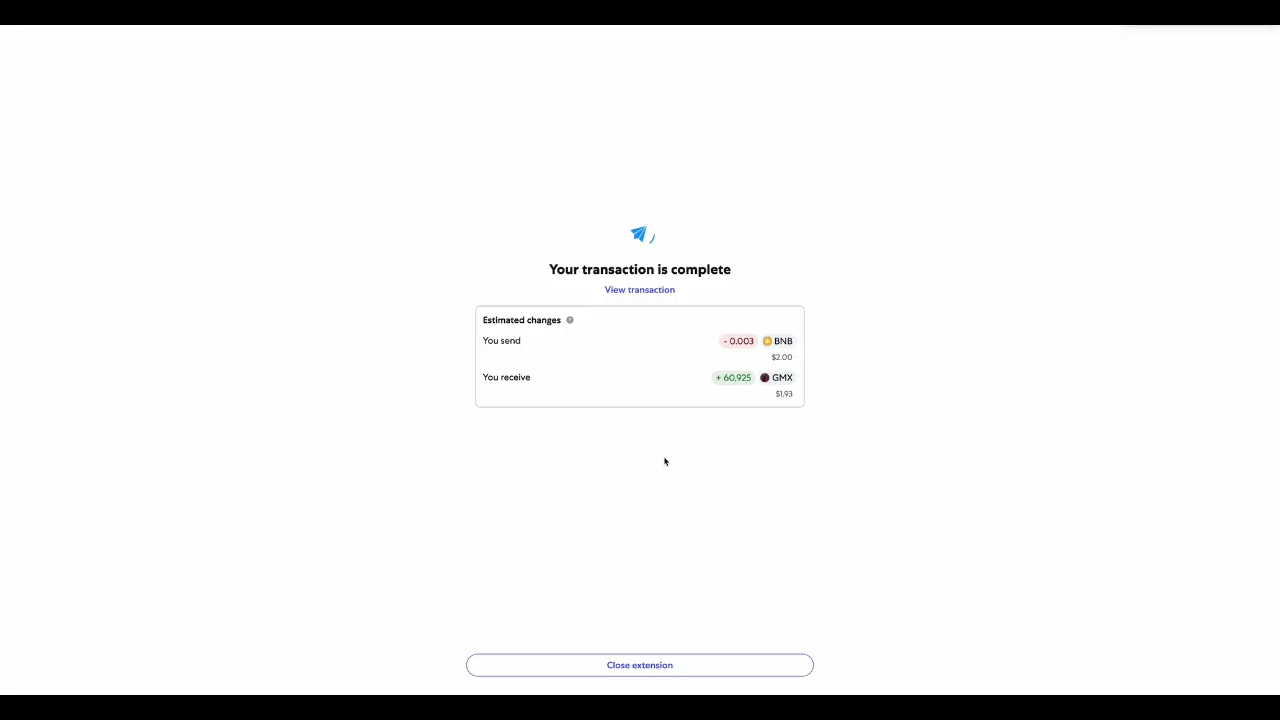 Your transaction is complete
View transaction
Estimated changes ?
You send - 0.003 BNB
$2.00
You receive + 60,925 GMX
$1.93
Close extension